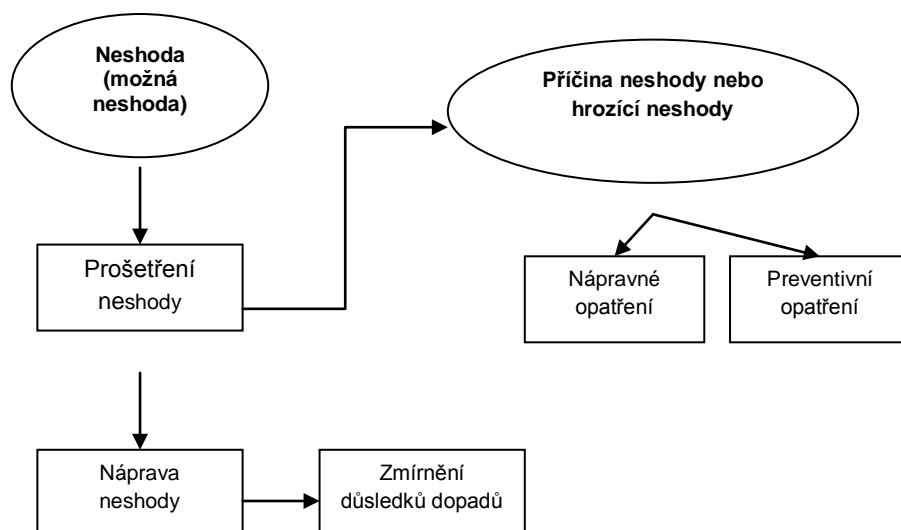 Neshoda
(možná
neshoda)
Příčina neshody nebo
hrozící neshody
Prošetření
neshody
Nápravné
opatření
Preventivní
opatření
Náprava
neshody
Zmírnění
důsledků dopadů